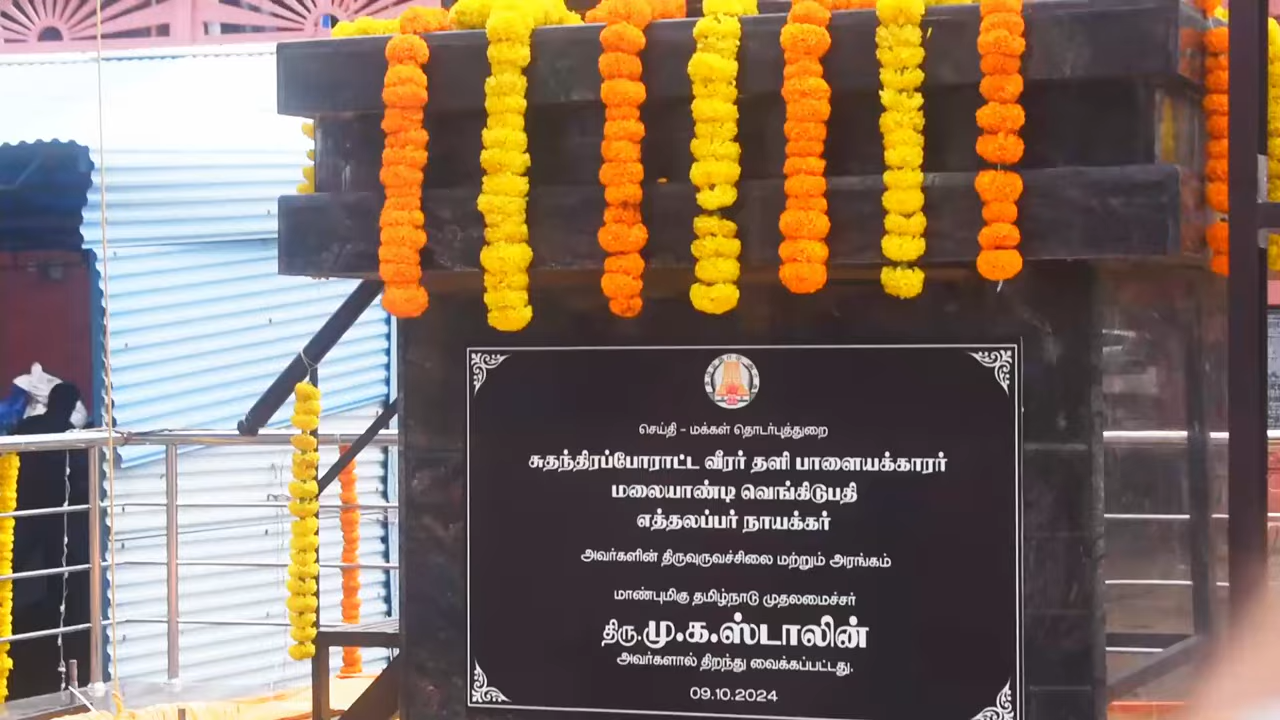 செய்தி - மக்கள் தொடர்புத்துறை
சுதந்திரப்போராட்ட வீரர் தளி பாளையக்காரர்
மலையாண்டி வெங்கிடுபதி
எத்தலப்பர் நாயக்கர்
அவர்களின் திருவுருவச்சிலை மற்றும் அரங்கம்
மாண்புமிகு தமிழ்நாடு முதலமைச்சர்
திரு.மு.க.ஸ்டாலின்
அவர்களால் திறந்து வைக்கப்பட்டது.
09.10.2024